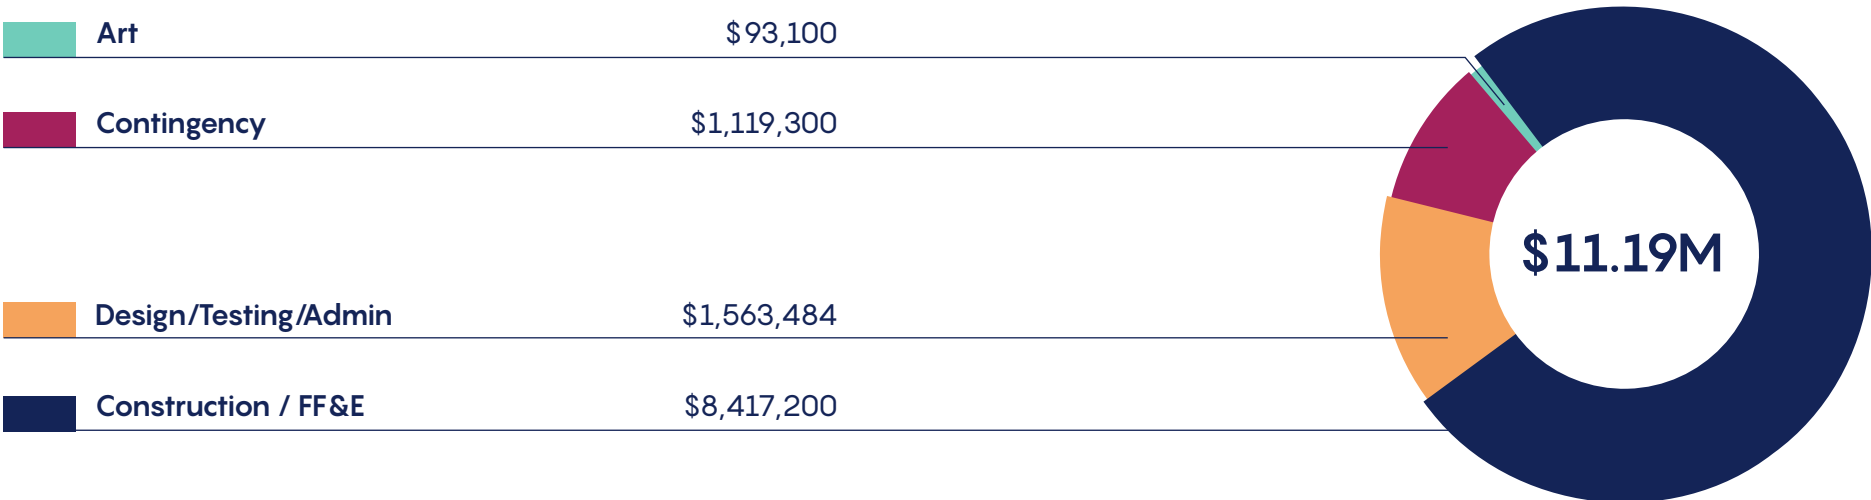 Art $93,100
Contingency $1,119,300
$11.19M
Design/Testing/Admin $1,563,484
Construction / FF&E $8,417,200